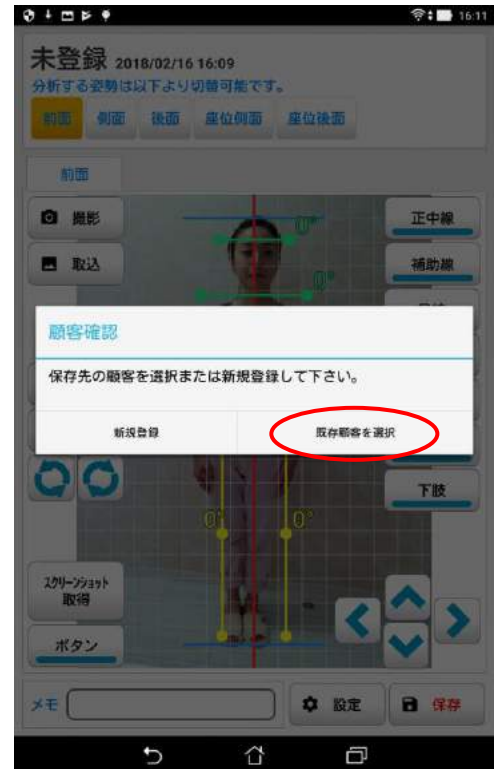 16:11
未登録 2018/02/16 16:09
分析する姿勢は以下より切替可能です。
前面 側面 後面 座位側面 座位後面
前面
撮影 正中線
取込 補助線
0°
0°
顧客確認
保存先の顧客を選択または新規登録して下さい。
新規登録 既存顧客を選択
下肢
0° 0°
スクリーンショット
取得
ボタン
メモ 設定 保存